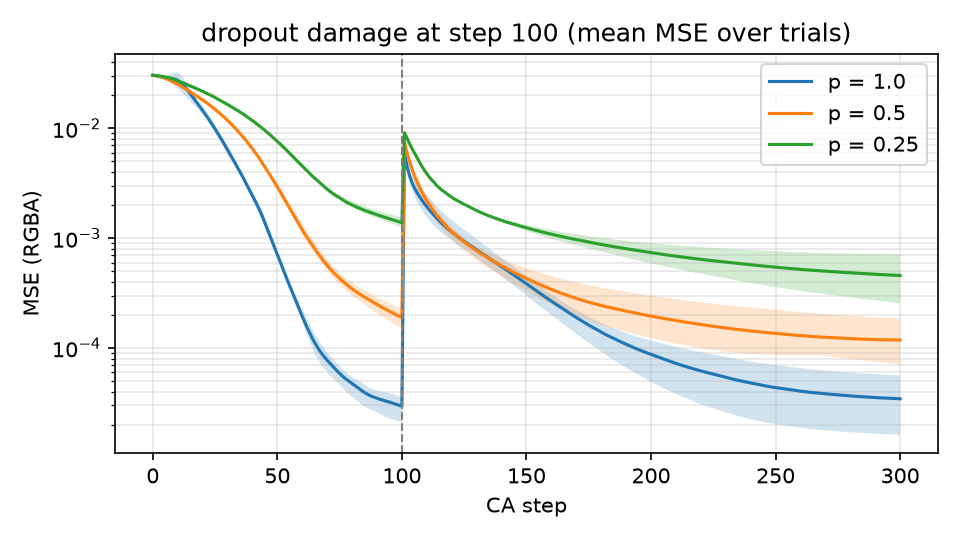 dropout damage at step 100 (mean MSE over trials)
p = 1.0
p = 0.5
p = 0.25
MSE (RGBA)
10⁻²
10⁻³
10⁻⁴
0 50 100 150 200 250 300
CA step